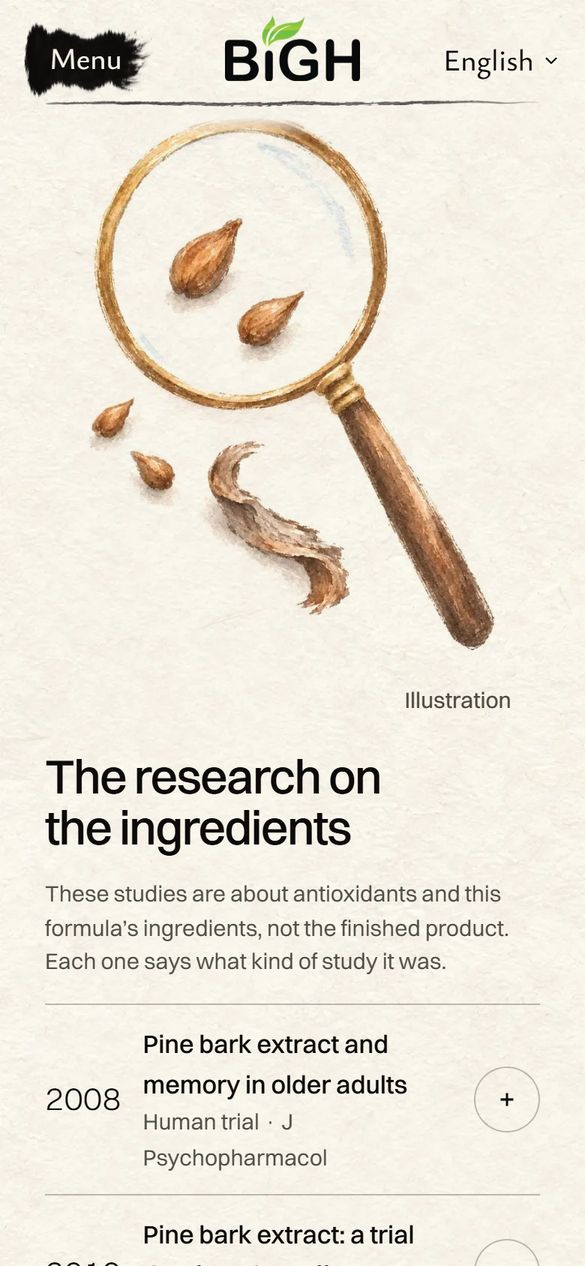 Menu
BiGH
English
Illustration
The research on
the ingredients
These studies are about antioxidants and this
formula’s ingredients, not the finished product.
Each one says what kind of study it was.
Pine bark extract and
memory in older adults
2008
Human trial · J
Psychopharmacol
+
Pine bark extract: a trial